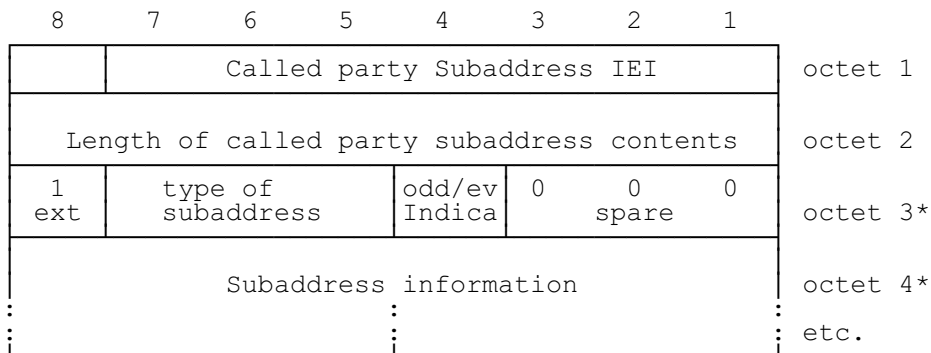 8 7 6 5 4 3 2 1
Called party Subaddress IEI octet 1
Length of called party subaddress contents octet 2
1 type of odd/ev 0 0 0
ext subaddress Indica spare octet 3*
Subaddress information octet 4*
: : :
: : : etc.